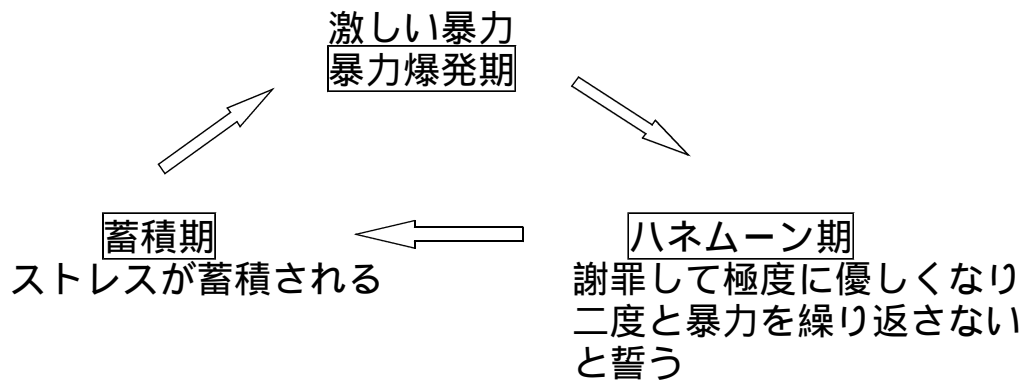 激しい暴力
暴力爆発期
蓄積期
ストレスが蓄積される
ハネムーン期
謝罪して極度に優しくなり
二度と暴力を繰り返さない
と誓う